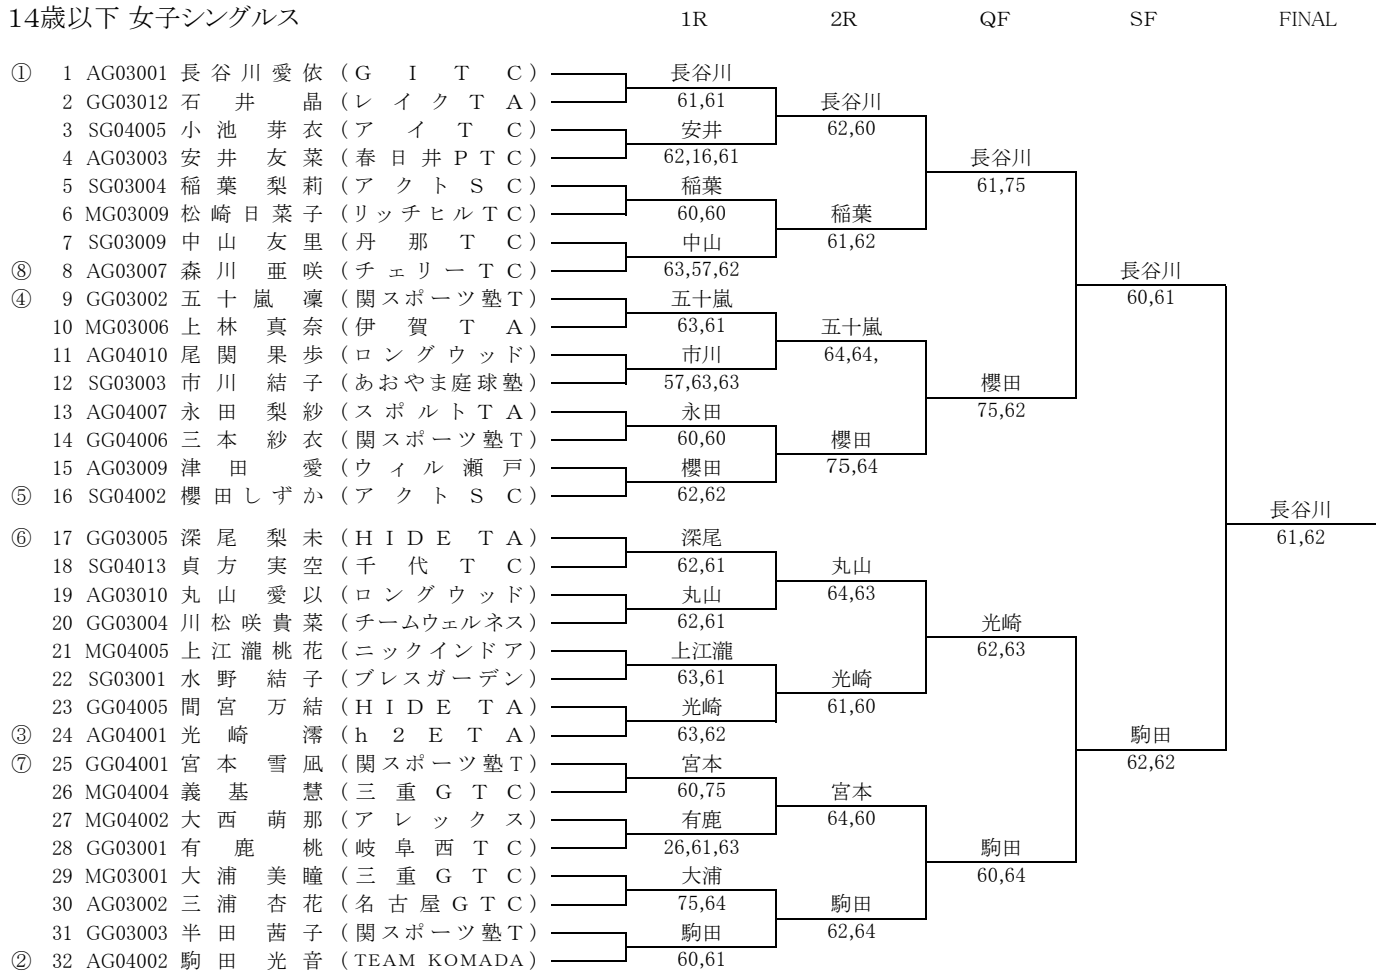 14歳以下 女子シングルス 1R 2R QF SF FINAL
① 1 AG03001 長谷川愛依 (GITC) 長谷川
2 GG03012 石井 晶 (レイクTA) 61,61 長谷川
3 SG04005 小池 芽衣 (アイTC) 安井 62,60
4 AG03003 安井 友菜 (春日井PTC) 62,16,61 長谷川
5 SG03004 稲葉 梨莉 (アクトSC) 稲葉 61,75
6 MG03009 松崎日菜子 (リッチヒルTC) 60,60 稲葉
7 SG03009 中山 友里 (丹那TC) 中山 61,62
⑧ 8 AG03007 森川 亜咲 (チェリーTC) 63,57,62 長谷川
④ 9 GG03002 五十嵐 凜 (関スポーツ塾T) 五十嵐 60,61
10 MG03006 上林 真奈 (伊賀TA) 63,61 五十嵐
11 AG04010 尾関 果歩 (ロングウッド) 市川 64,64,
12 SG03003 市川 結子 (あおやま庭球塾) 57,63,63 櫻田
13 AG04007 永田 梨紗 (スポルトTA) 永田 75,62
14 GG04006 三本 紗衣 (関スポーツ塾T) 60,60 櫻田
15 AG03009 津田 愛 (ウィル瀬戸) 櫻田 75,64
⑤ 16 SG04002 櫻田しずか (アクトSC) 62,62
長谷川
⑥ 17 GG03005 深尾 梨未 (HIDE TA) 深尾 61,62
18 SG04013 貞方 実空 (千代TC) 62,61 丸山
19 AG03010 丸山 愛以 (ロングウッド) 丸山 64,63
20 GG03004 川松咲貴菜 (チームウェルネス) 62,61 光崎
21 MG04005 上江瀧桃花 (ニックインドア) 上江瀧 62,63
22 SG03001 水野 結子 (ブレスガーデン) 63,61 光崎
23 GG04005 間宮 万結 (HIDE TA) 光崎 61,60
③ 24 AG04001 光崎 澪 (h2ETA) 63,62 駒田
⑦ 25 GG04001 宮本 雪凪 (関スポーツ塾T) 宮本 62,62
26 MG04004 義基 慧 (三重GTC) 60,75 宮本
27 MG04002 大西 萌那 (アレックス) 有鹿 64,60
28 GG03001 有鹿 桃 (岐阜西TC) 26,61,63 駒田
29 MG03001 大浦 美瞳 (三重GTC) 大浦 60,64
30 AG03002 三浦 杏花 (名古屋GTC) 75,64 駒田
31 GG03003 半田 茜子 (関スポーツ塾T) 駒田 62,64
② 32 AG04002 駒田 光音 (TEAM KOMADA) 60,61